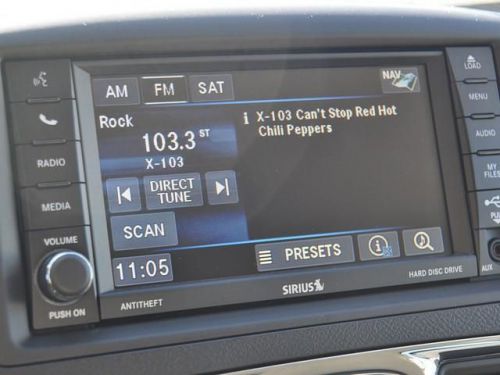 AM FM SAT NAV
Rock
103.3 ST
X-103
i X-103 Can't Stop Red Hot
Chili Peppers
DIRECT
TUNE
SCAN
11:05
PRESETS
i
RADIO
MEDIA
VOLUME
PUSH ON
ANTITHEFT
SIRIUS
HARD DISC DRIVE
LOAD
MENU
AUDIO
MY
FILES
AUX